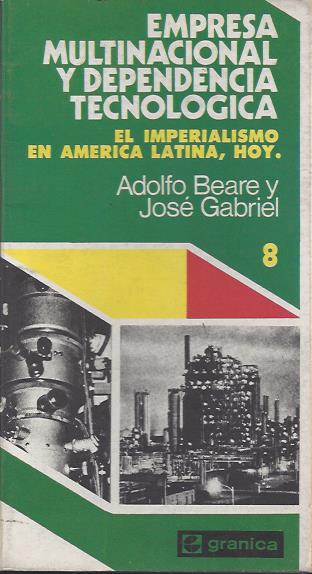 EMPRESA
MULTINACIONAL
Y DEPENDENCIA
TECNOLOGICA
EL IMPERIALISMO
EN AMERICA LATINA, HOY.
Adolfo Beare y
José Gabriel
8
granica